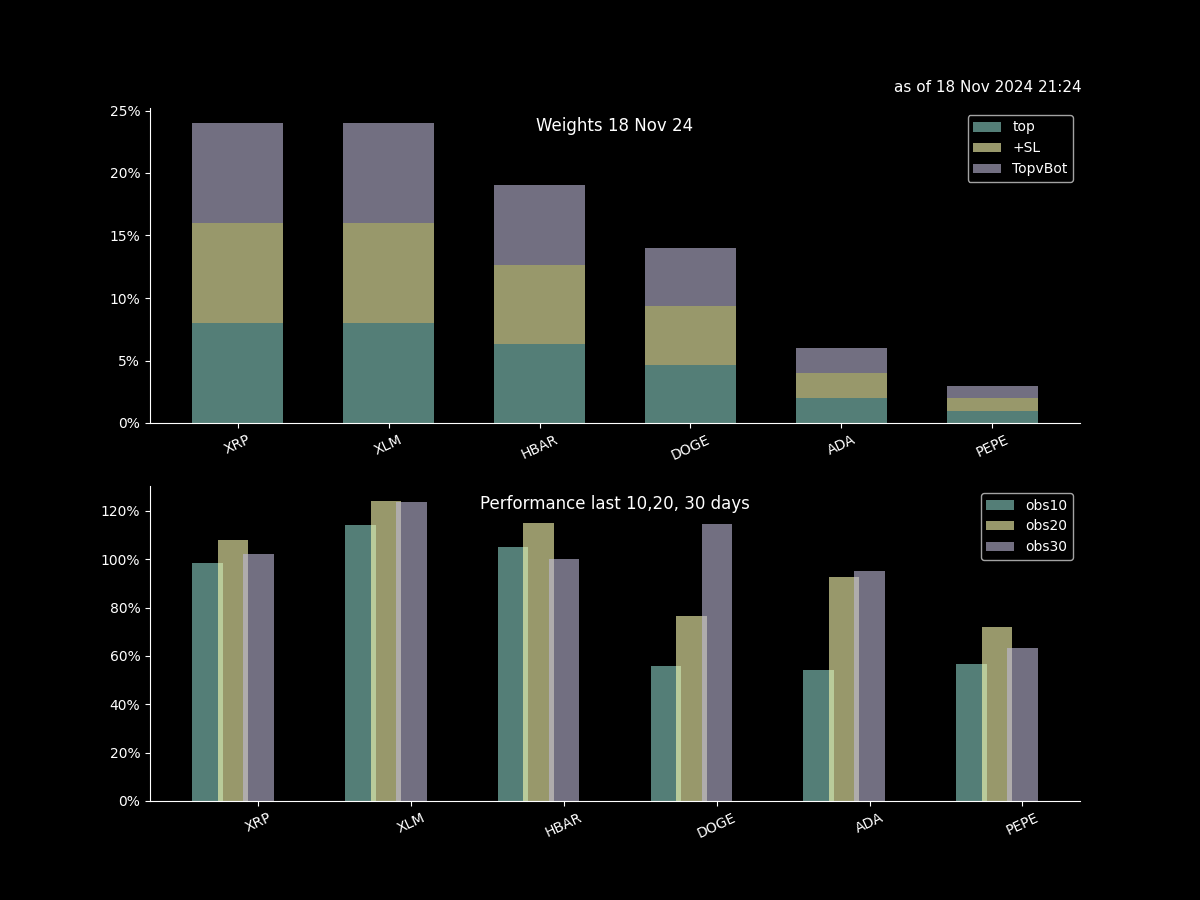 as of 18 Nov 2024 21:24
Weights 18 Nov 24
top
+SL
TopvBot
25%
20%
15%
10%
5%
0%
XRP XLM HBAR DOGE ADA PEPE
Performance last 10,20, 30 days
obs10
obs20
obs30
120%
100%
80%
60%
40%
20%
0%
XRP XLM HBAR DOGE ADA PEPE